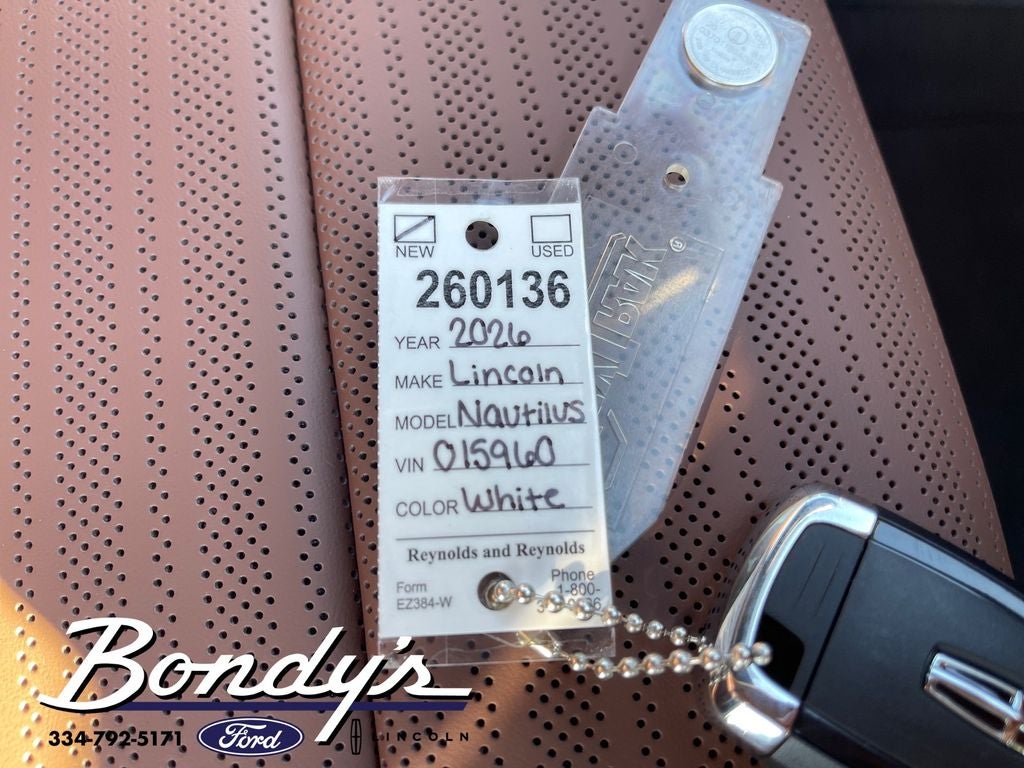 NEW USED
260136
YEAR 2026
MAKE Lincoln
MODEL Nautilus
VIN 015960
COLOR White
Reynolds and Reynolds
Form Phone
EZ384-W 1-800-
Bondy's
334-792-5171 Ford LINCOLN